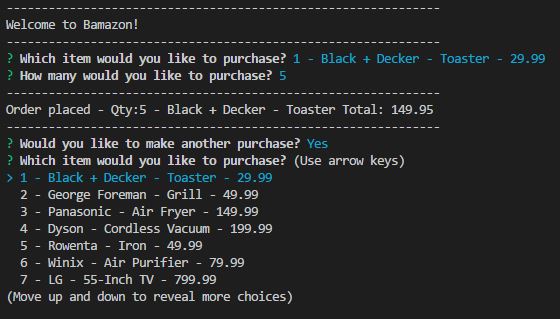 --------------------------------------------------------------
Welcome to Bamazon!
--------------------------------------------------------------
? Which item would you like to purchase? 1 - Black + Decker - Toaster - 29.99
? How many would you like to purchase? 5
--------------------------------------------------------------
Order placed - Qty:5 - Black + Decker - Toaster Total: 149.95
--------------------------------------------------------------
? Would you like to make another purchase? Yes
? Which item would you like to purchase? (Use arrow keys)
> 1 - Black + Decker - Toaster - 29.99
  2 - George Foreman - Grill - 49.99
  3 - Panasonic - Air Fryer - 149.99
  4 - Dyson - Cordless Vacuum - 199.99
  5 - Rowenta - Iron - 49.99
  6 - Winix - Air Purifier - 79.99
  7 - LG - 55-Inch TV - 799.99
(Move up and down to reveal more choices)